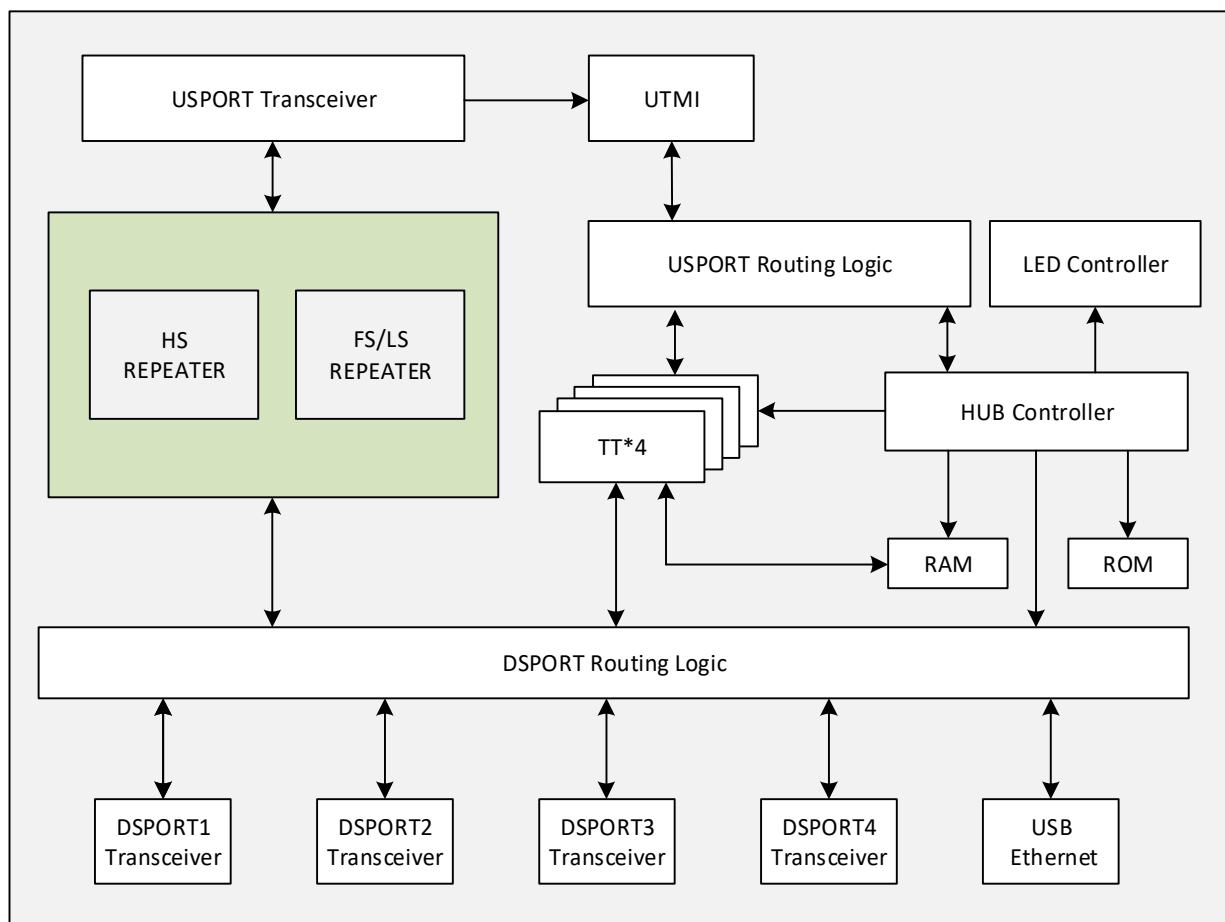 USPORT Transceiver
UTMI
USPORT Routing Logic
LED Controller
HS
REPEATER
FS/LS
REPEATER
HUB Controller
TT*4
RAM
ROM
DSPORT Routing Logic
DSPORT1
Transceiver
DSPORT2
Transceiver
DSPORT3
Transceiver
DSPORT4
Transceiver
USB
Ethernet